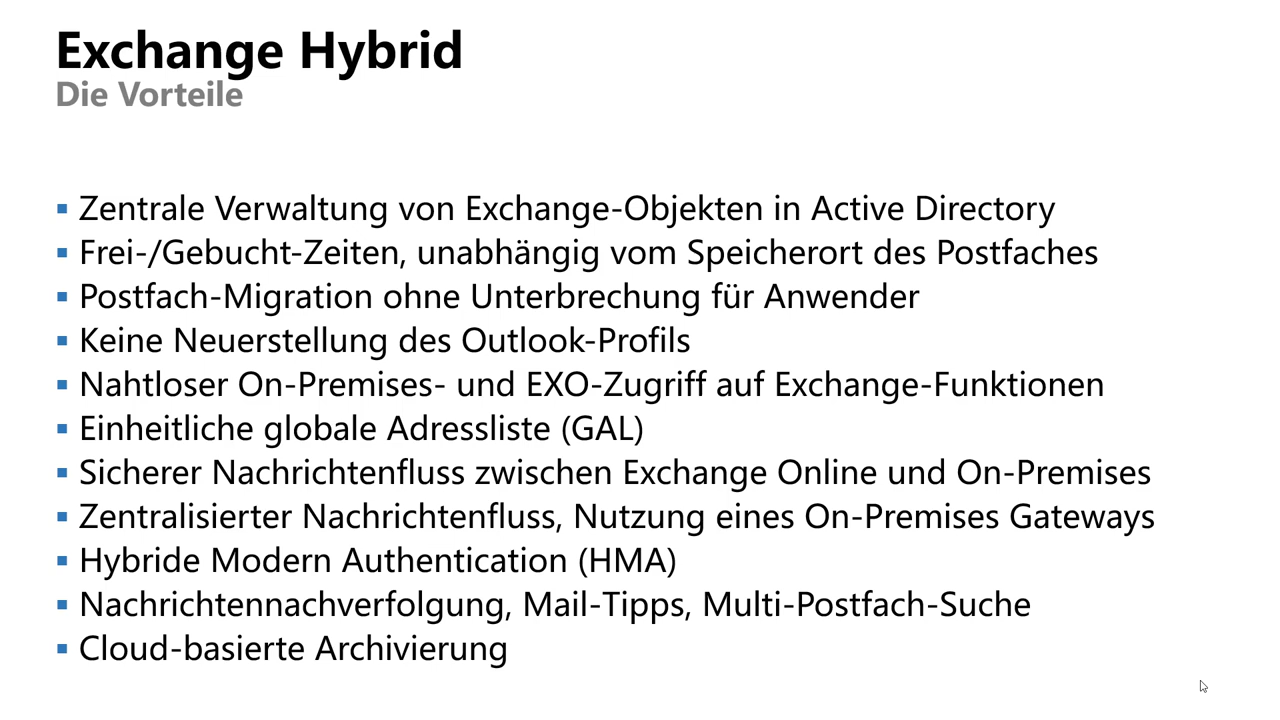 Exchange Hybrid
Die Vorteile
▪ Zentrale Verwaltung von Exchange-Objekten in Active Directory
▪ Frei-/Gebucht-Zeiten, unabhängig vom Speicherort des Postfaches
▪ Postfach-Migration ohne Unterbrechung für Anwender
▪ Keine Neuerstellung des Outlook-Profils
▪ Nahtloser On-Premises- und EXO-Zugriff auf Exchange-Funktionen
▪ Einheitliche globale Adressliste (GAL)
▪ Sicherer Nachrichtenfluss zwischen Exchange Online und On-Premises
▪ Zentralisierter Nachrichtenfluss, Nutzung eines On-Premises Gateways
▪ Hybride Modern Authentication (HMA)
▪ Nachrichtennachverfolgung, Mail-Tipps, Multi-Postfach-Suche
▪ Cloud-basierte Archivierung